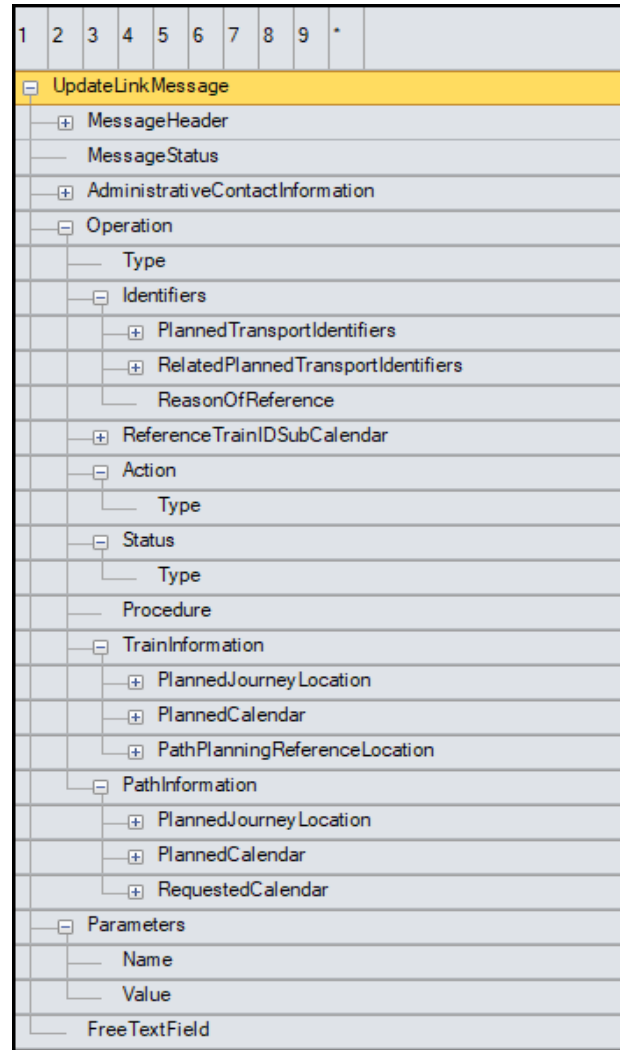 1 2 3 4 5 6 7 8 9 *
UpdateLinkMessage
MessageHeader
MessageStatus
AdministrativeContactInformation
Operation
Type
Identifiers
PlannedTransportIdentifiers
RelatedPlannedTransportIdentifiers
ReasonOfReference
ReferenceTrainIDSubCalendar
Action
Type
Status
Type
Procedure
TrainInformation
PlannedJourneyLocation
PlannedCalendar
PathPlanningReferenceLocation
PathInformation
PlannedJourneyLocation
PlannedCalendar
RequestedCalendar
Parameters
Name
Value
FreeTextField